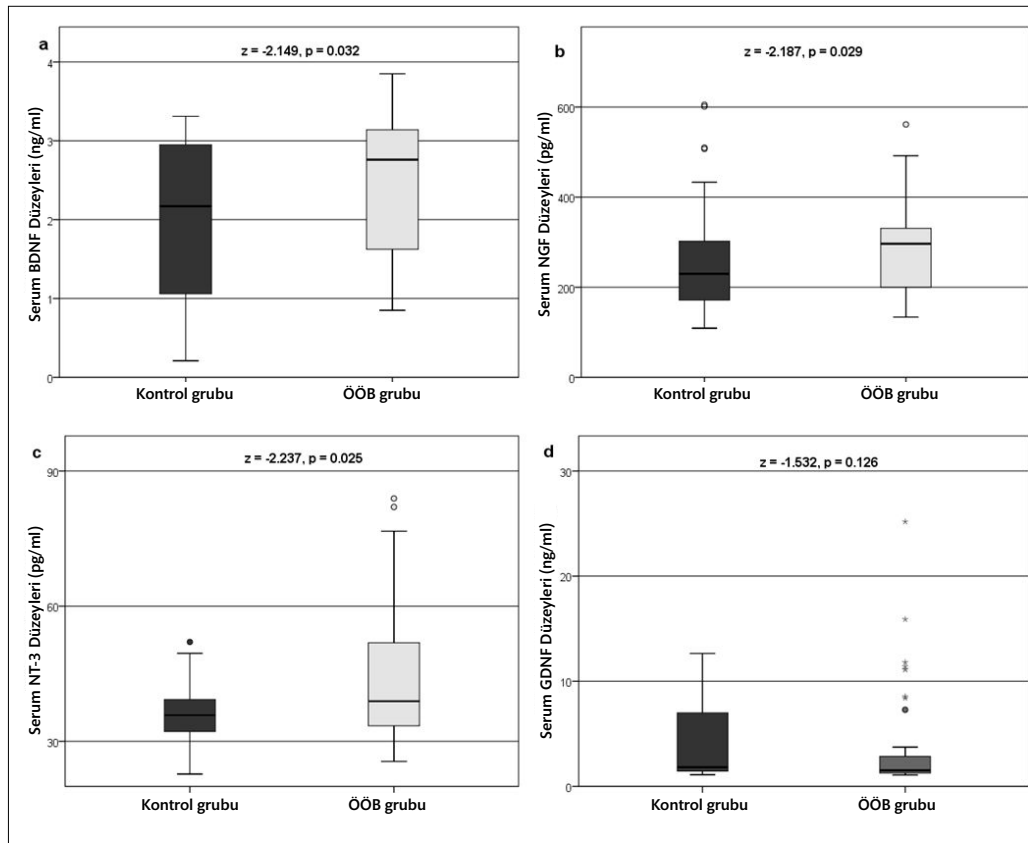 a
z = -2.149, p = 0.032
Serum BDNF Düzeyleri (ng/ml)
4
3
2
1
0
Kontrol grubu
ÖÖB grubu
b
z = -2.187, p = 0.029
Serum NGF Düzeyleri (pg/ml)
600
400
200
0
Kontrol grubu
ÖÖB grubu
c
z = -2.237, p = 0.025
Serum NT-3 Düzeyleri (pg/ml)
90
60
30
Kontrol grubu
ÖÖB grubu
d
z = -1.532, p = 0.126
Serum GDNF Düzeyleri (ng/ml)
30
20
10
0
Kontrol grubu
ÖÖB grubu